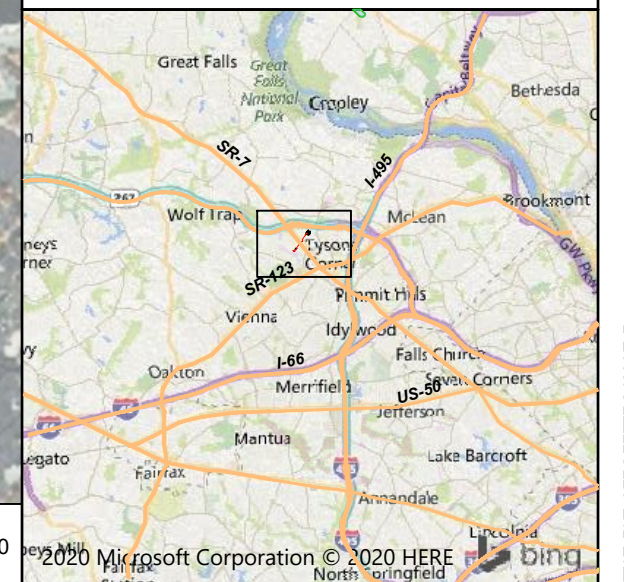 Great Falls
Great
Falls
National
Park
Cropley
Bethesda
SR-7
I-495
267
Wolf Trap
McLean
Brookmont
GW Pkwy
Tysons
Corner
SR-123
Pimmit Hills
Vienna
Idylwood
I-66
Falls Church
Oakton
Merrifield
US-50
Seven Corners
Jefferson
Mantua
Lake Barcroft
Fairfax
Annandale
Lincolnia
0
2020 Microsoft Corporation © 2020 HERE
bing
North Springfield